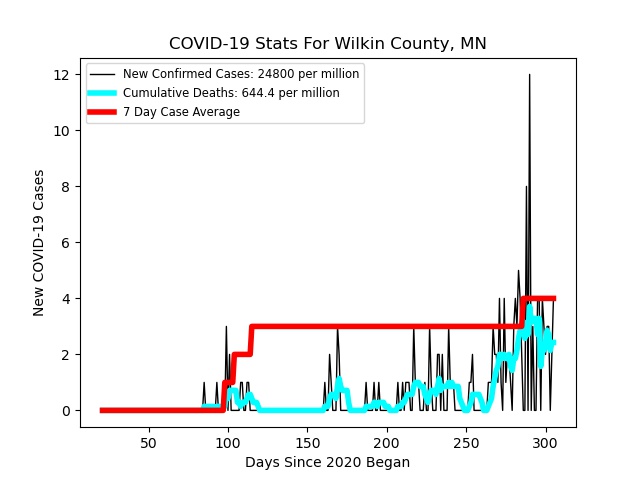 COVID-19 Stats For Wilkin County, MN
New Confirmed Cases: 24800 per million
Cumulative Deaths: 644.4 per million
7 Day Case Average
New COVID-19 Cases
12
10
8
6
4
2
0
50 100 150 200 250 300
Days Since 2020 Began